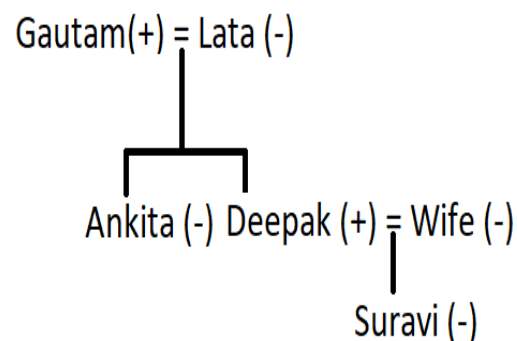 Gautam(+) = Lata (-)
Ankita (-) Deepak (+) = Wife (-)
Suravi (-)